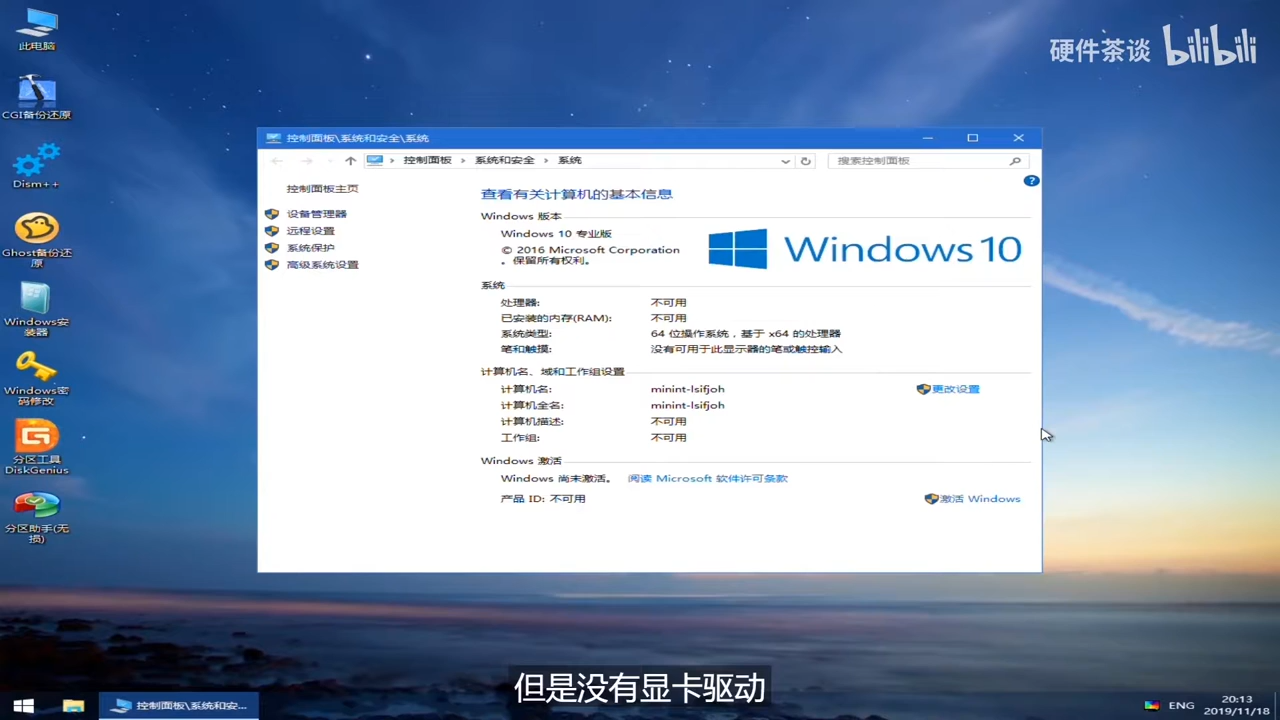 此电脑
CGI备份还原
Dism++
Ghost备份还
原
Windows安
装器
Windows密
码修改
分区工具
DiskGenius
分区助手(无
损)
硬件茶谈 bilibili
控制面板\系统和安全\系统
控制面板 系统和安全 系统
搜索控制面板
控制面板主页
设备管理器
远程设置
系统保护
高级系统设置
查看有关计算机的基本信息
Windows 版本
Windows 10 专业版
© 2016 Microsoft Corporation
。保留所有权利。
Windows 10
系统
处理器: 不可用
已安装的内存(RAM): 不可用
系统类型: 64 位操作系统，基于 x64 的处理器
笔和触摸: 没有可用于此显示器的笔或触控输入
计算机名、域和工作组设置
计算机名: minint-lsifjoh 更改设置
计算机全名: minint-lsifjoh
计算机描述: 不可用
工作组: 不可用
Windows 激活
Windows 尚未激活。 阅读 Microsoft 软件许可条款
产品 ID: 不可用 激活 Windows
但是没有显卡驱动
控制面板\系统和安...
ENG
20:13
2019/11/18